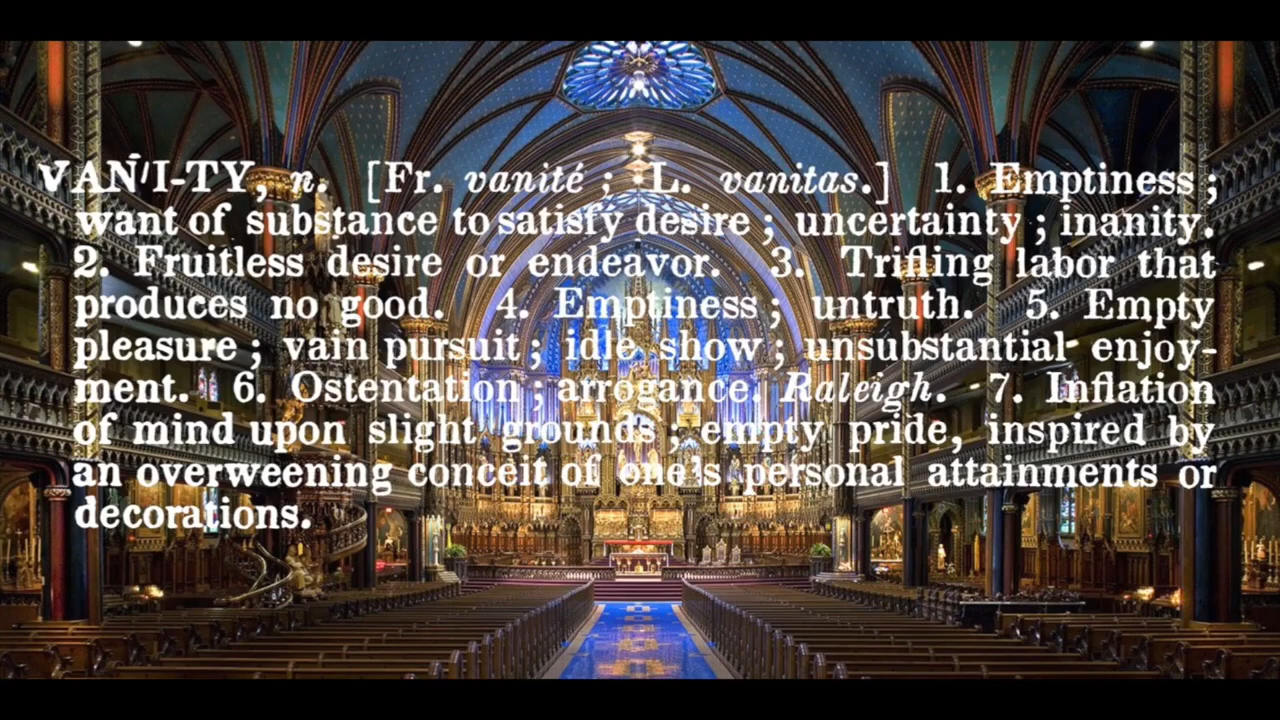 VAN̄'I-TY, n. [Fr. vanité ; L. vanitas.] 1. Emptiness ;
want of substance to satisfy desire ; uncertainty ; inanity.
2. Fruitless desire or endeavor. 3. Trifling labor that
produces no good. 4. Emptiness ; untruth. 5. Empty
pleasure ; vain pursuit ; idle show ; unsubstantial enjoy-
ment. 6. Ostentation ; arrogance. Raleigh. 7. Inflation
of mind upon slight grounds ; empty pride, inspired by
an overweening conceit of one's personal attainments or
decorations.